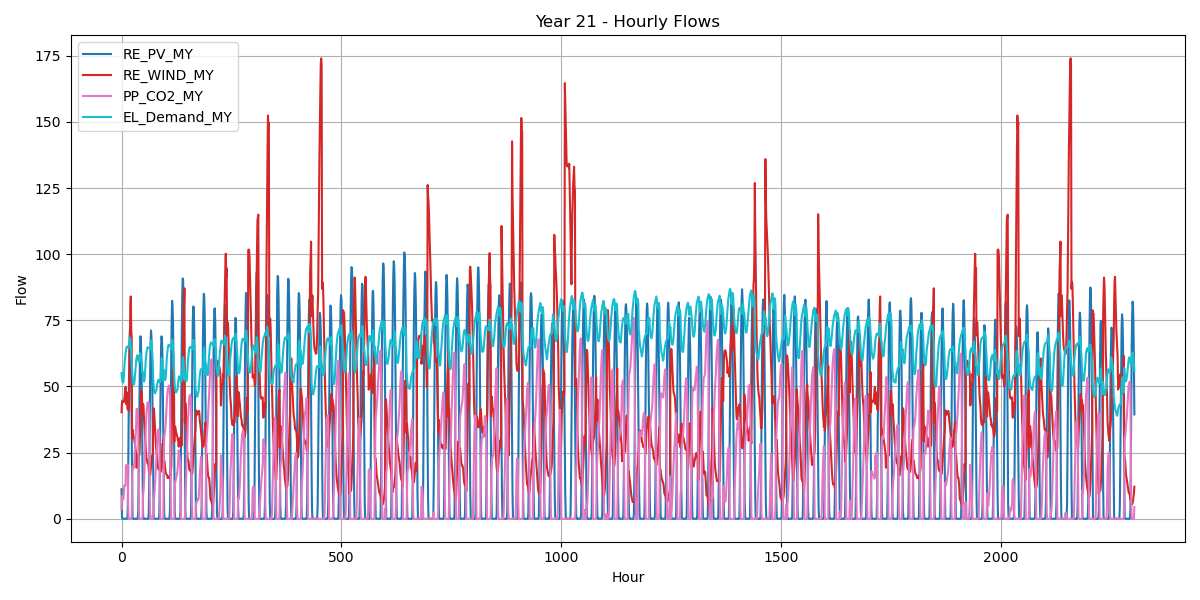 Year 21 - Hourly Flows
RE_PV_MY
RE_WIND_MY
PP_CO2_MY
EL_Demand_MY
Flow
175
150
125
100
75
50
25
0
0 500 1000 1500 2000
Hour